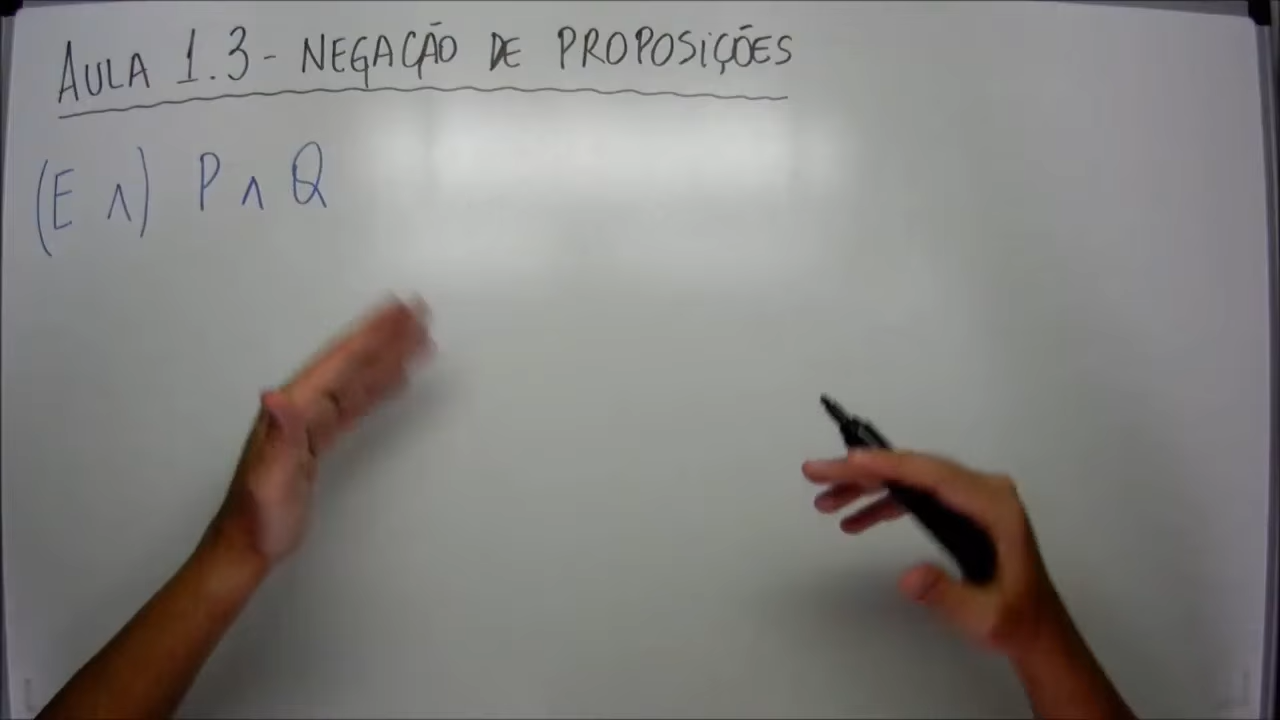 AULA 1.3 - NEGAÇÃO DE PROPOSIÇÕES
(E ∧) P ∧ Q